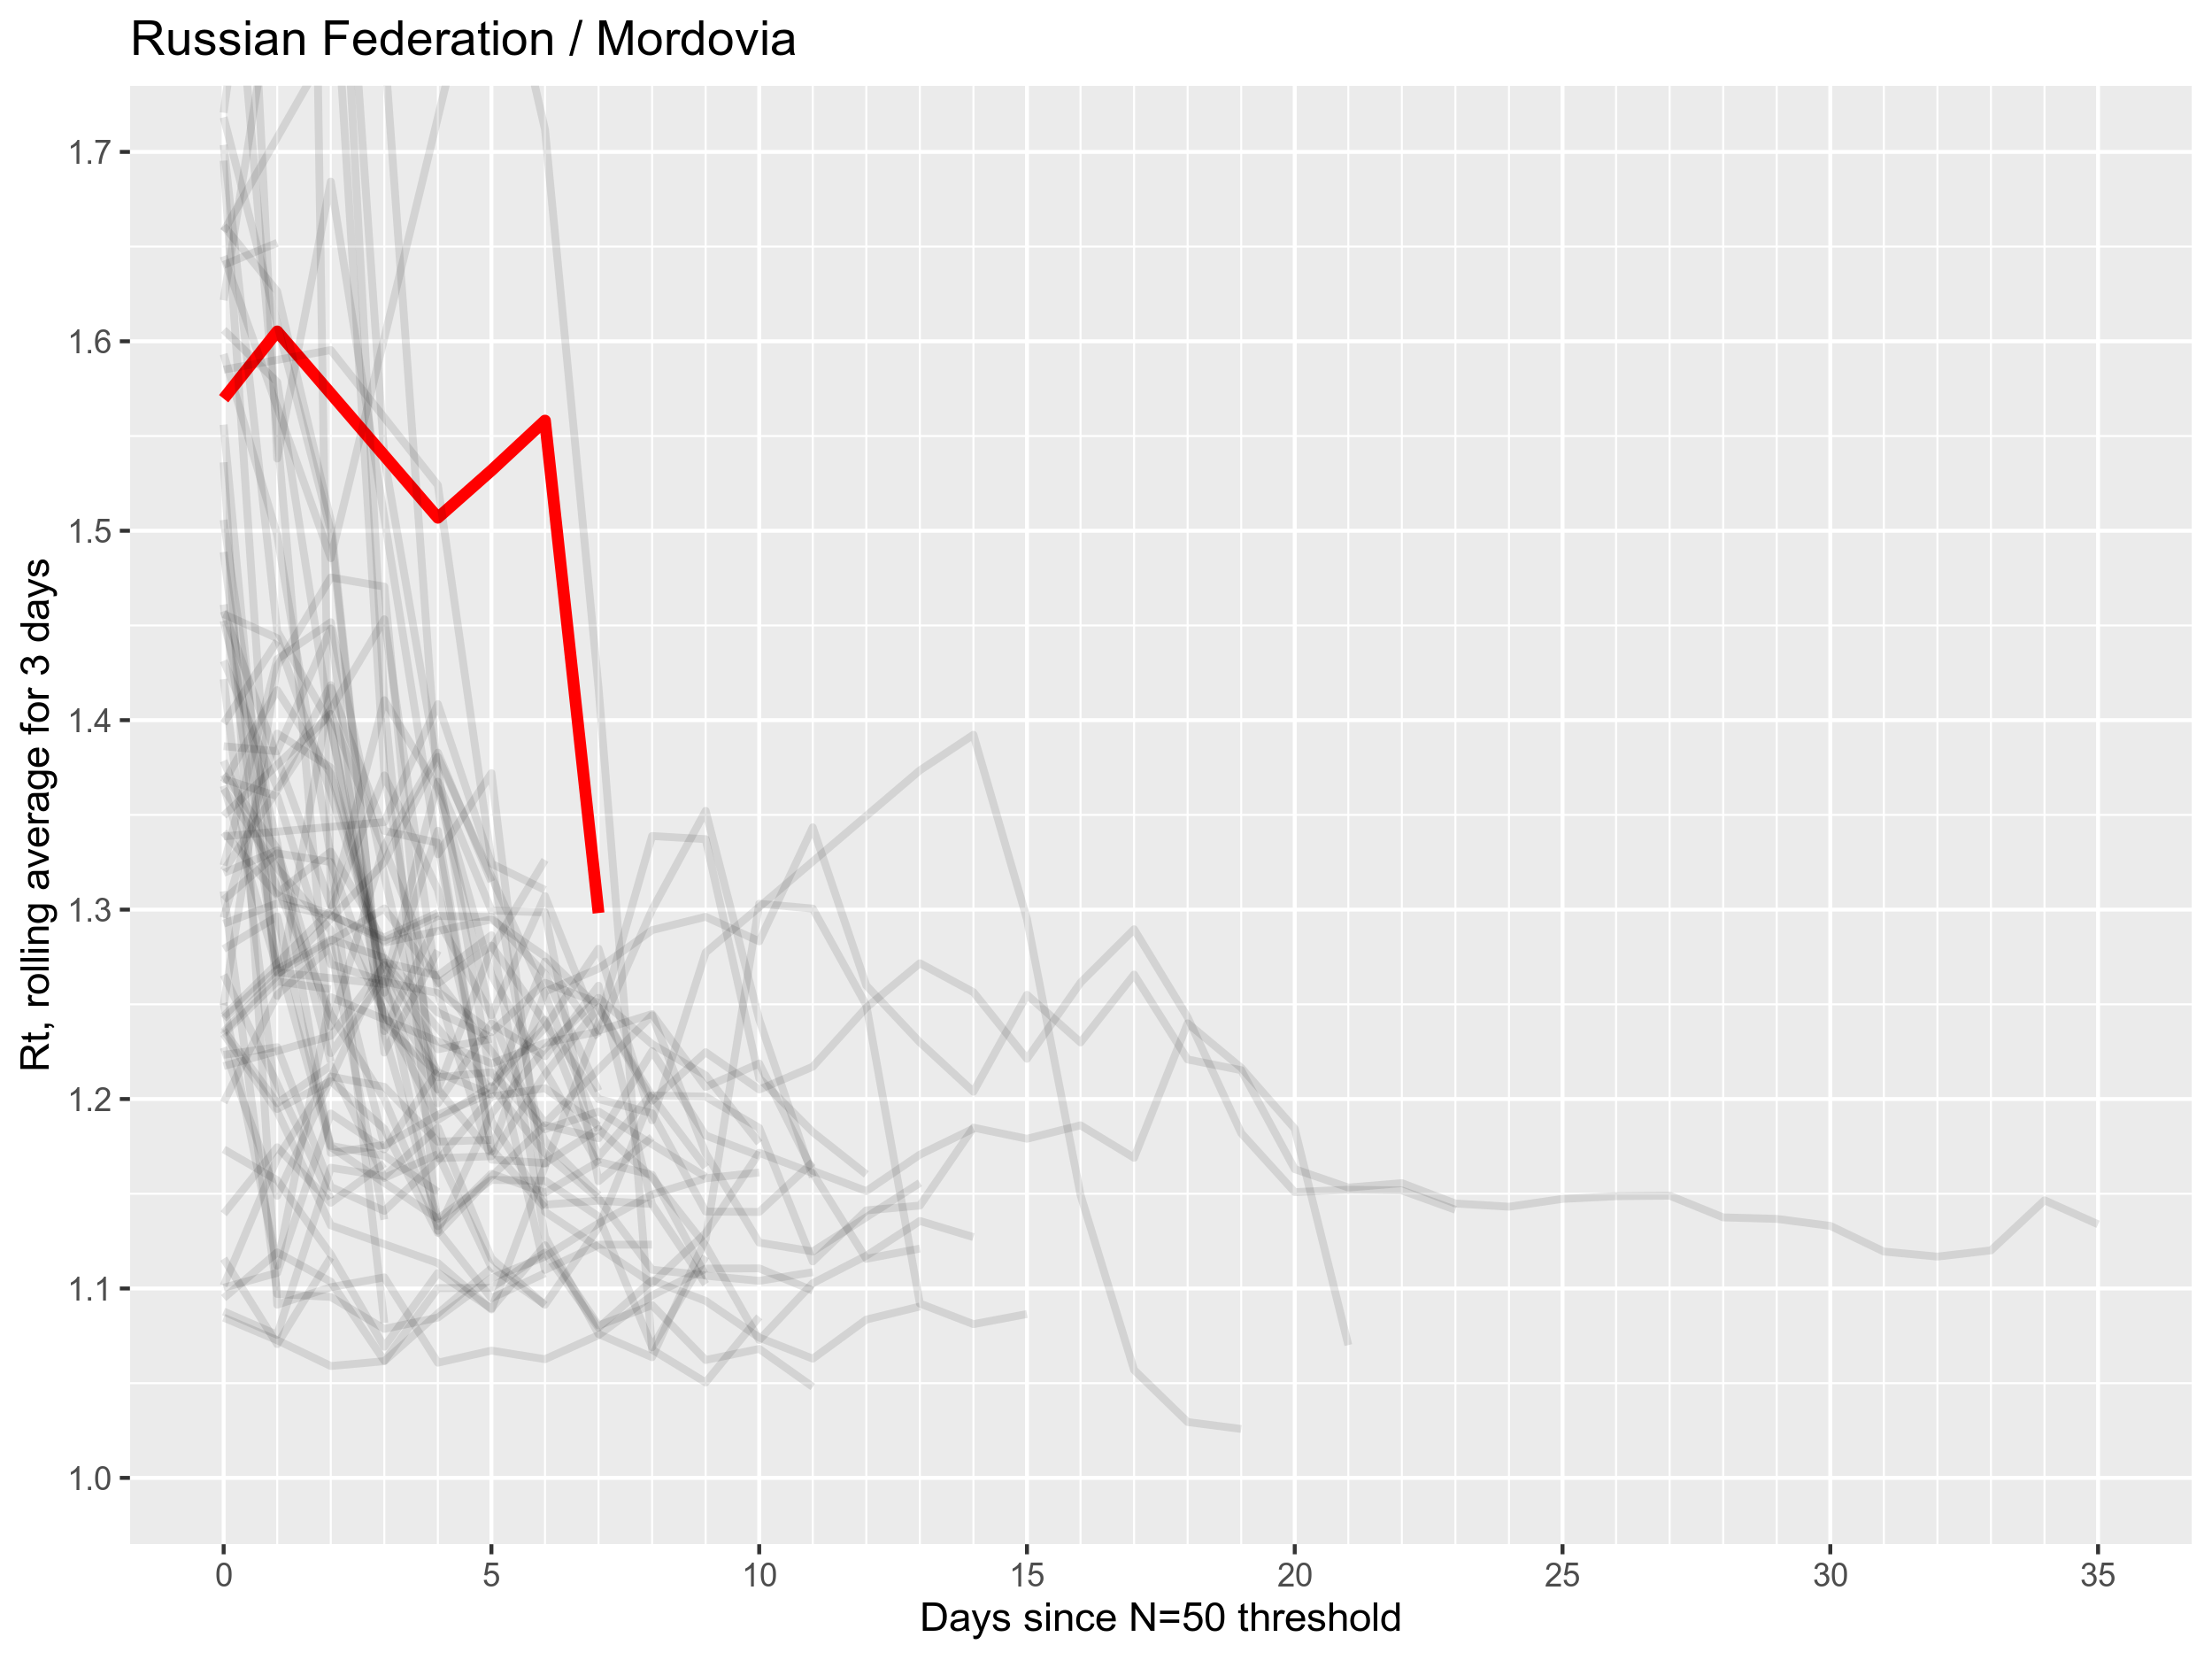 Russian Federation / Mordovia
Rt, rolling average for 3 days
1.7
1.6
1.5
1.4
1.3
1.2
1.1
1.0
0 5 10 15 20 25 30 35
Days since N=50 threshold